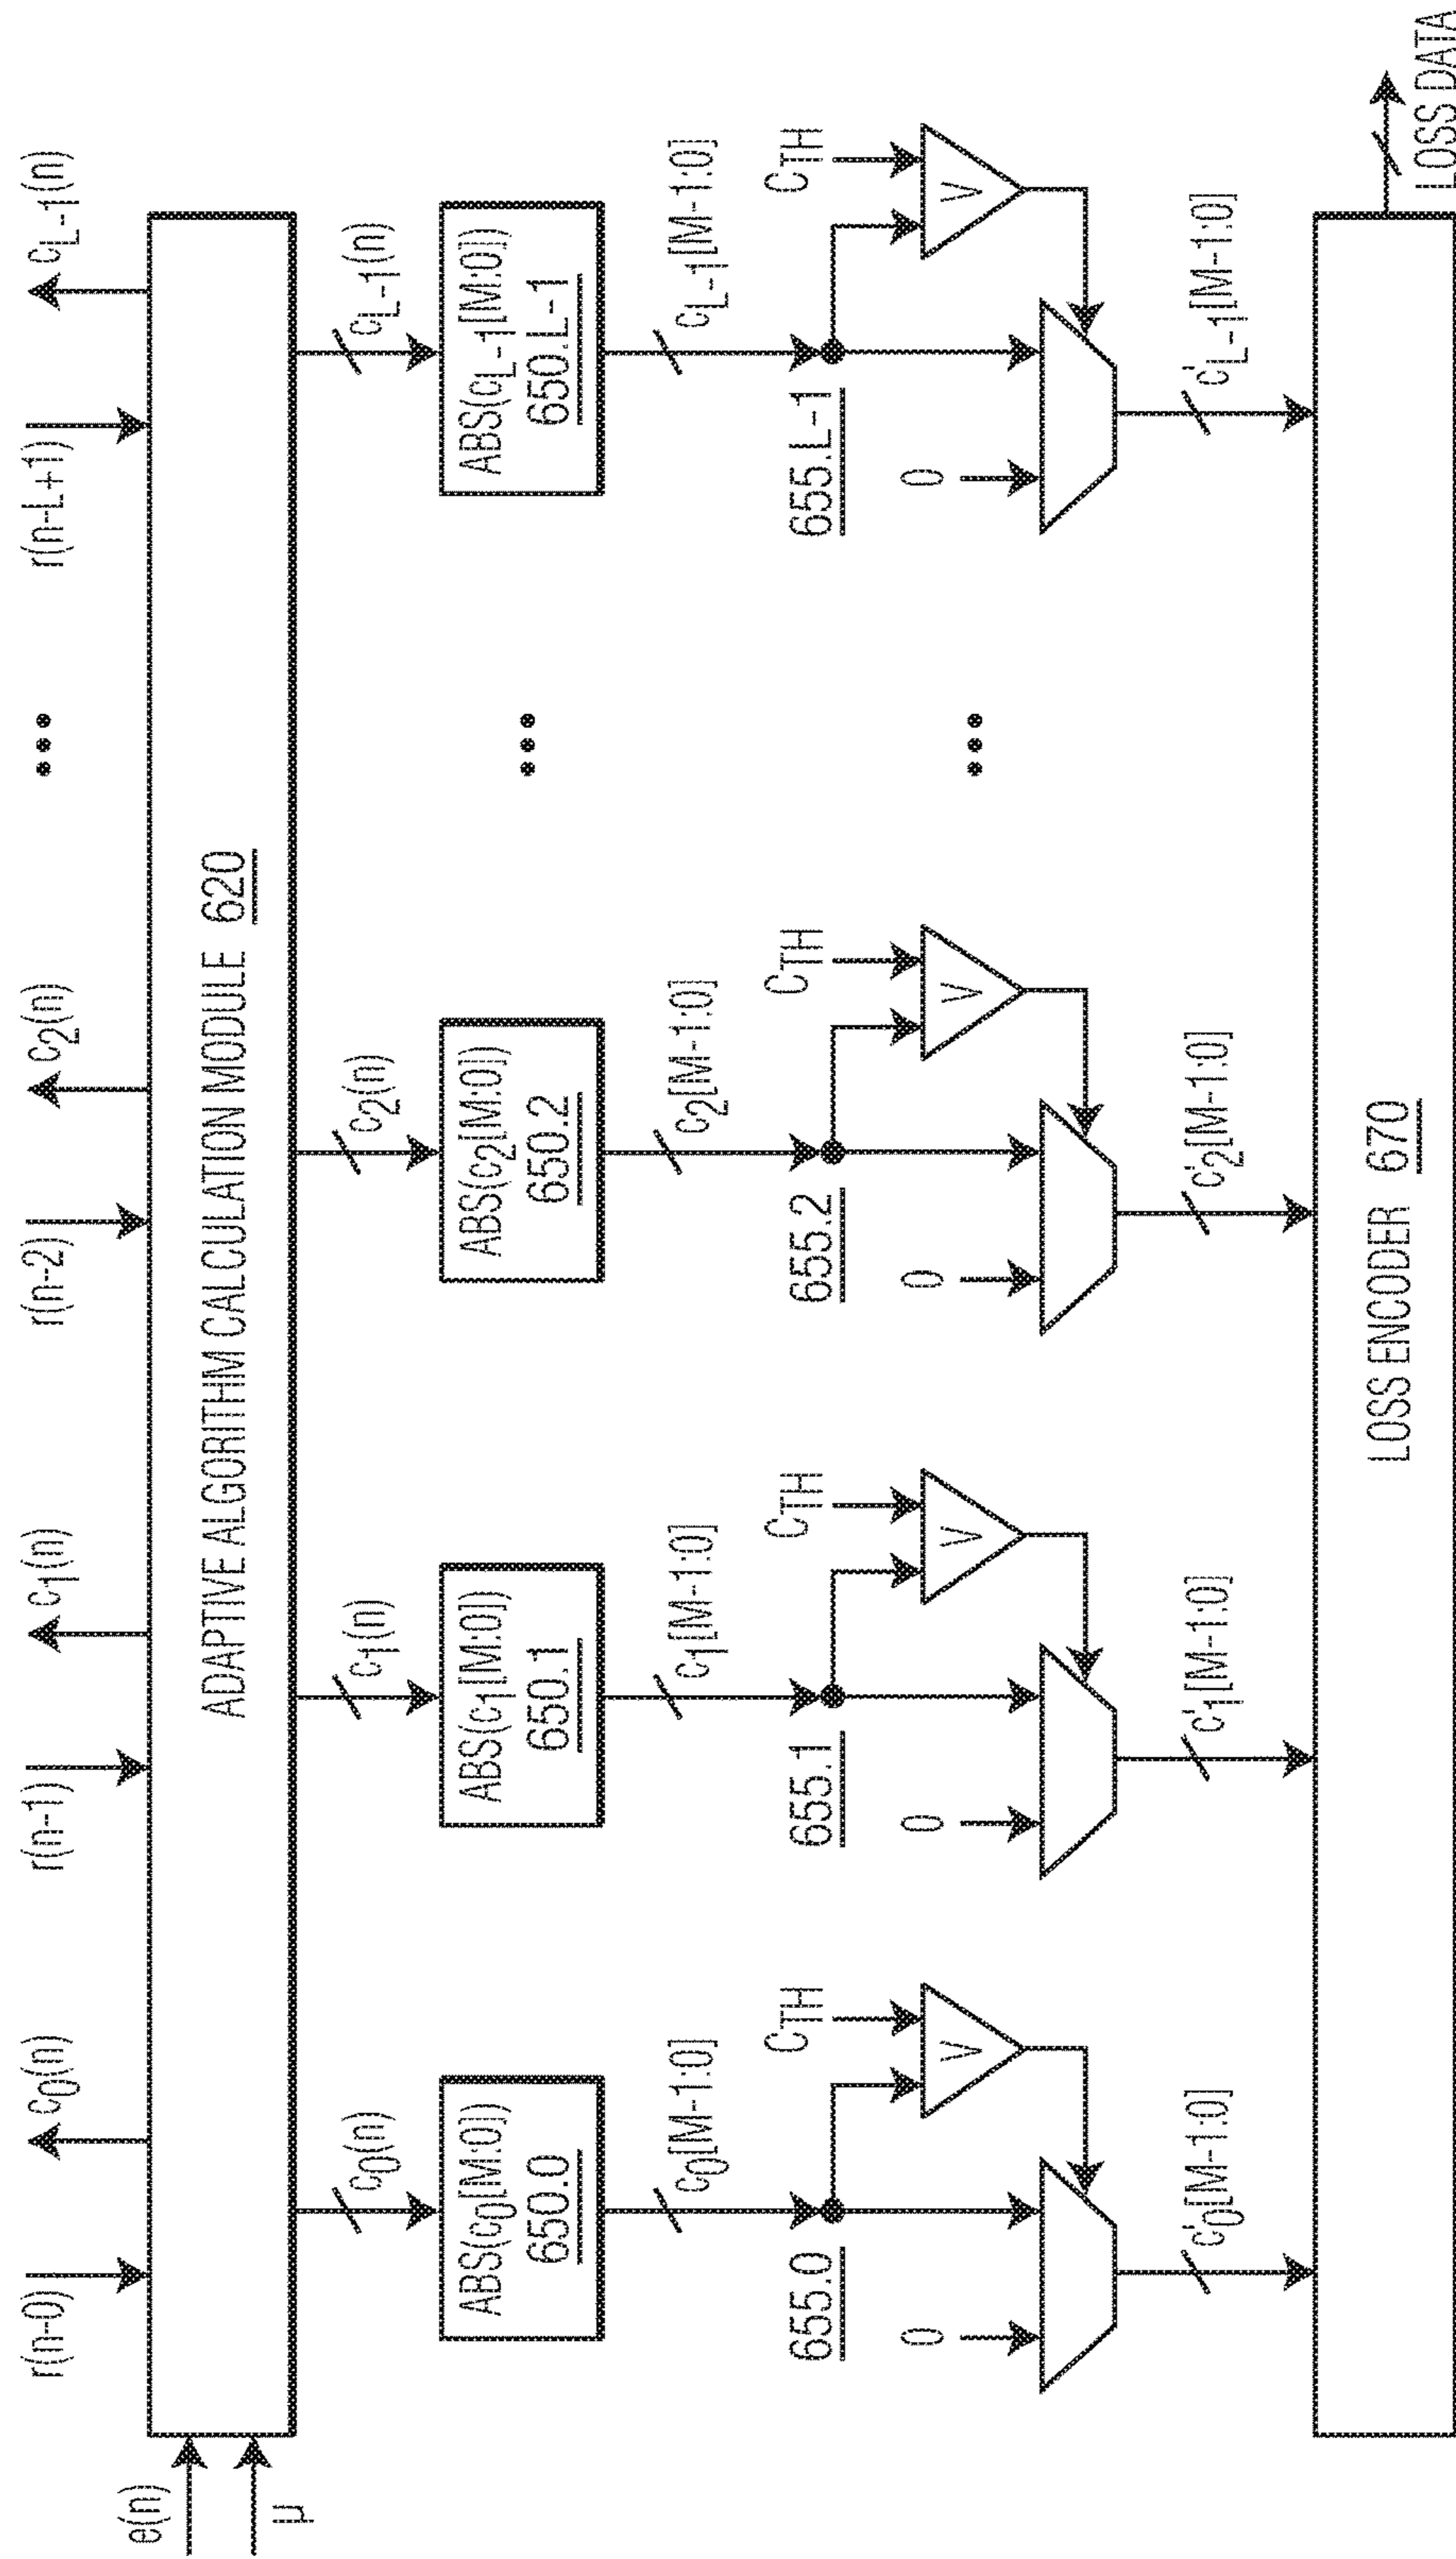 r(n-0)
c0(n)
r(n-1)
c1(n)
r(n-2)
c2(n)
•••
r(n-L+1)
cL-1(n)
e(n)
μ
ADAPTIVE ALGORITHM CALCULATION MODULE 620
c0(n)
c1(n)
c2(n)
cL-1(n)
ABS(c0[M:0])
650.0
ABS(c1[M:0])
650.1
ABS(c2[M:0])
650.2
•••
ABS(cL-1[M:0])
650.L-1
c0[M-1:0]
c1[M-1:0]
c2[M-1:0]
cL-1[M-1:0]
655.0
CTH
655.1
CTH
655.2
CTH
655.L-1
CTH
0
<
0
<
0
<
•••
0
<
c'0[M-1:0]
c'1[M-1:0]
c'2[M-1:0]
c'L-1[M-1:0]
LOSS ENCODER 670
LOSS DATA